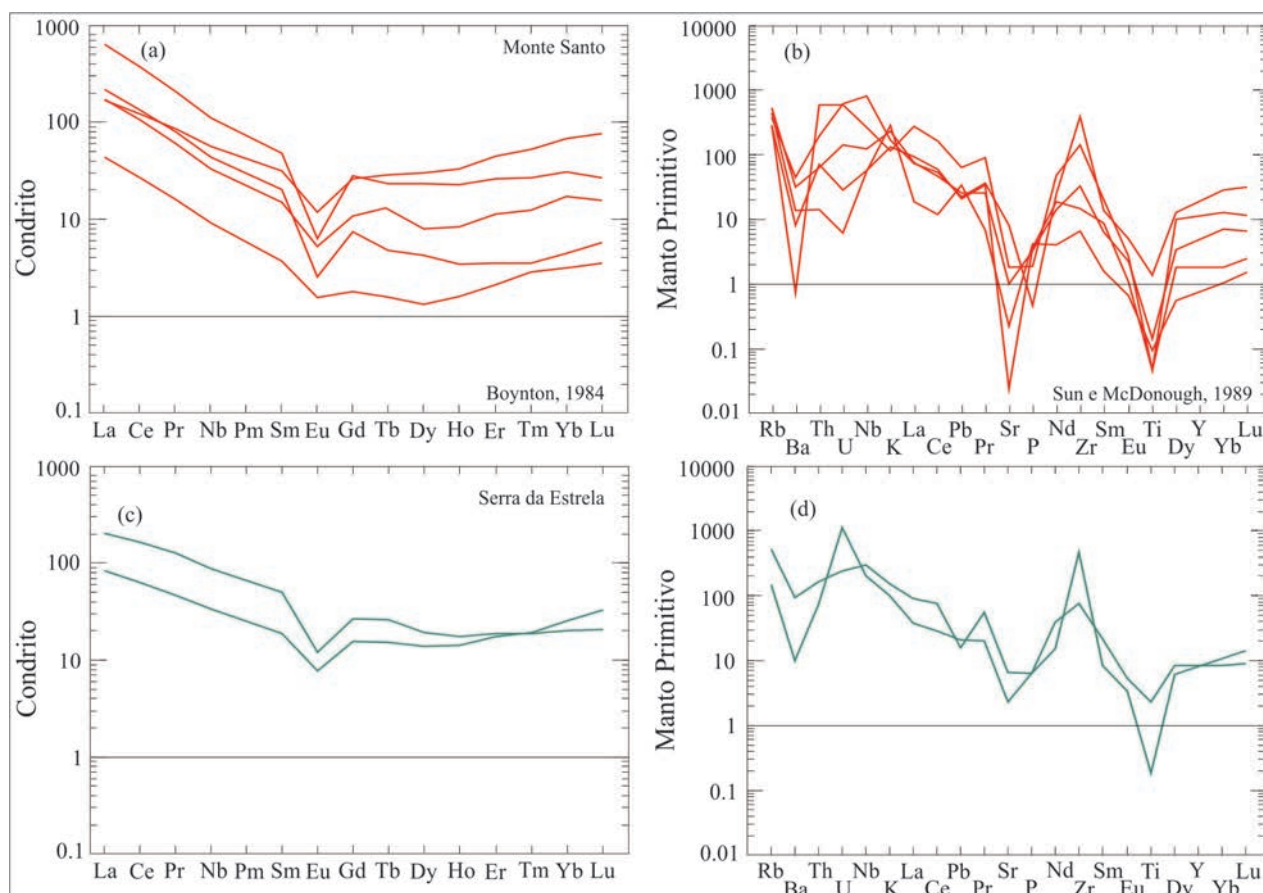 (a)
Monte Santo
Condrito
1000
100
10
1
0.1
Boynton, 1984
La Ce Pr Nb Pm Sm Eu Gd Tb Dy Ho Er Tm Yb Lu
(b)
Manto Primitivo
10000
1000
100
10
1
0.1
0.01
Sun e McDonough, 1989
Rb Th Nb La Pb Sr Nd Sm Ti Y Lu
Ba U K Ce Pr P Zr Eu Dy Yb
(c)
Serra da Estrela
Condrito
1000
100
10
1
0.1
La Ce Pr Nb Pm Sm Eu Gd Tb Dy Ho Er Tm Yb Lu
(d)
Manto Primitivo
10000
1000
100
10
1
0.1
0.01
Rb Th Nb La Pb Sr Nd Sm Ti Y Lu
Ba U K Ce Pr P Zr Eu Dy Yb